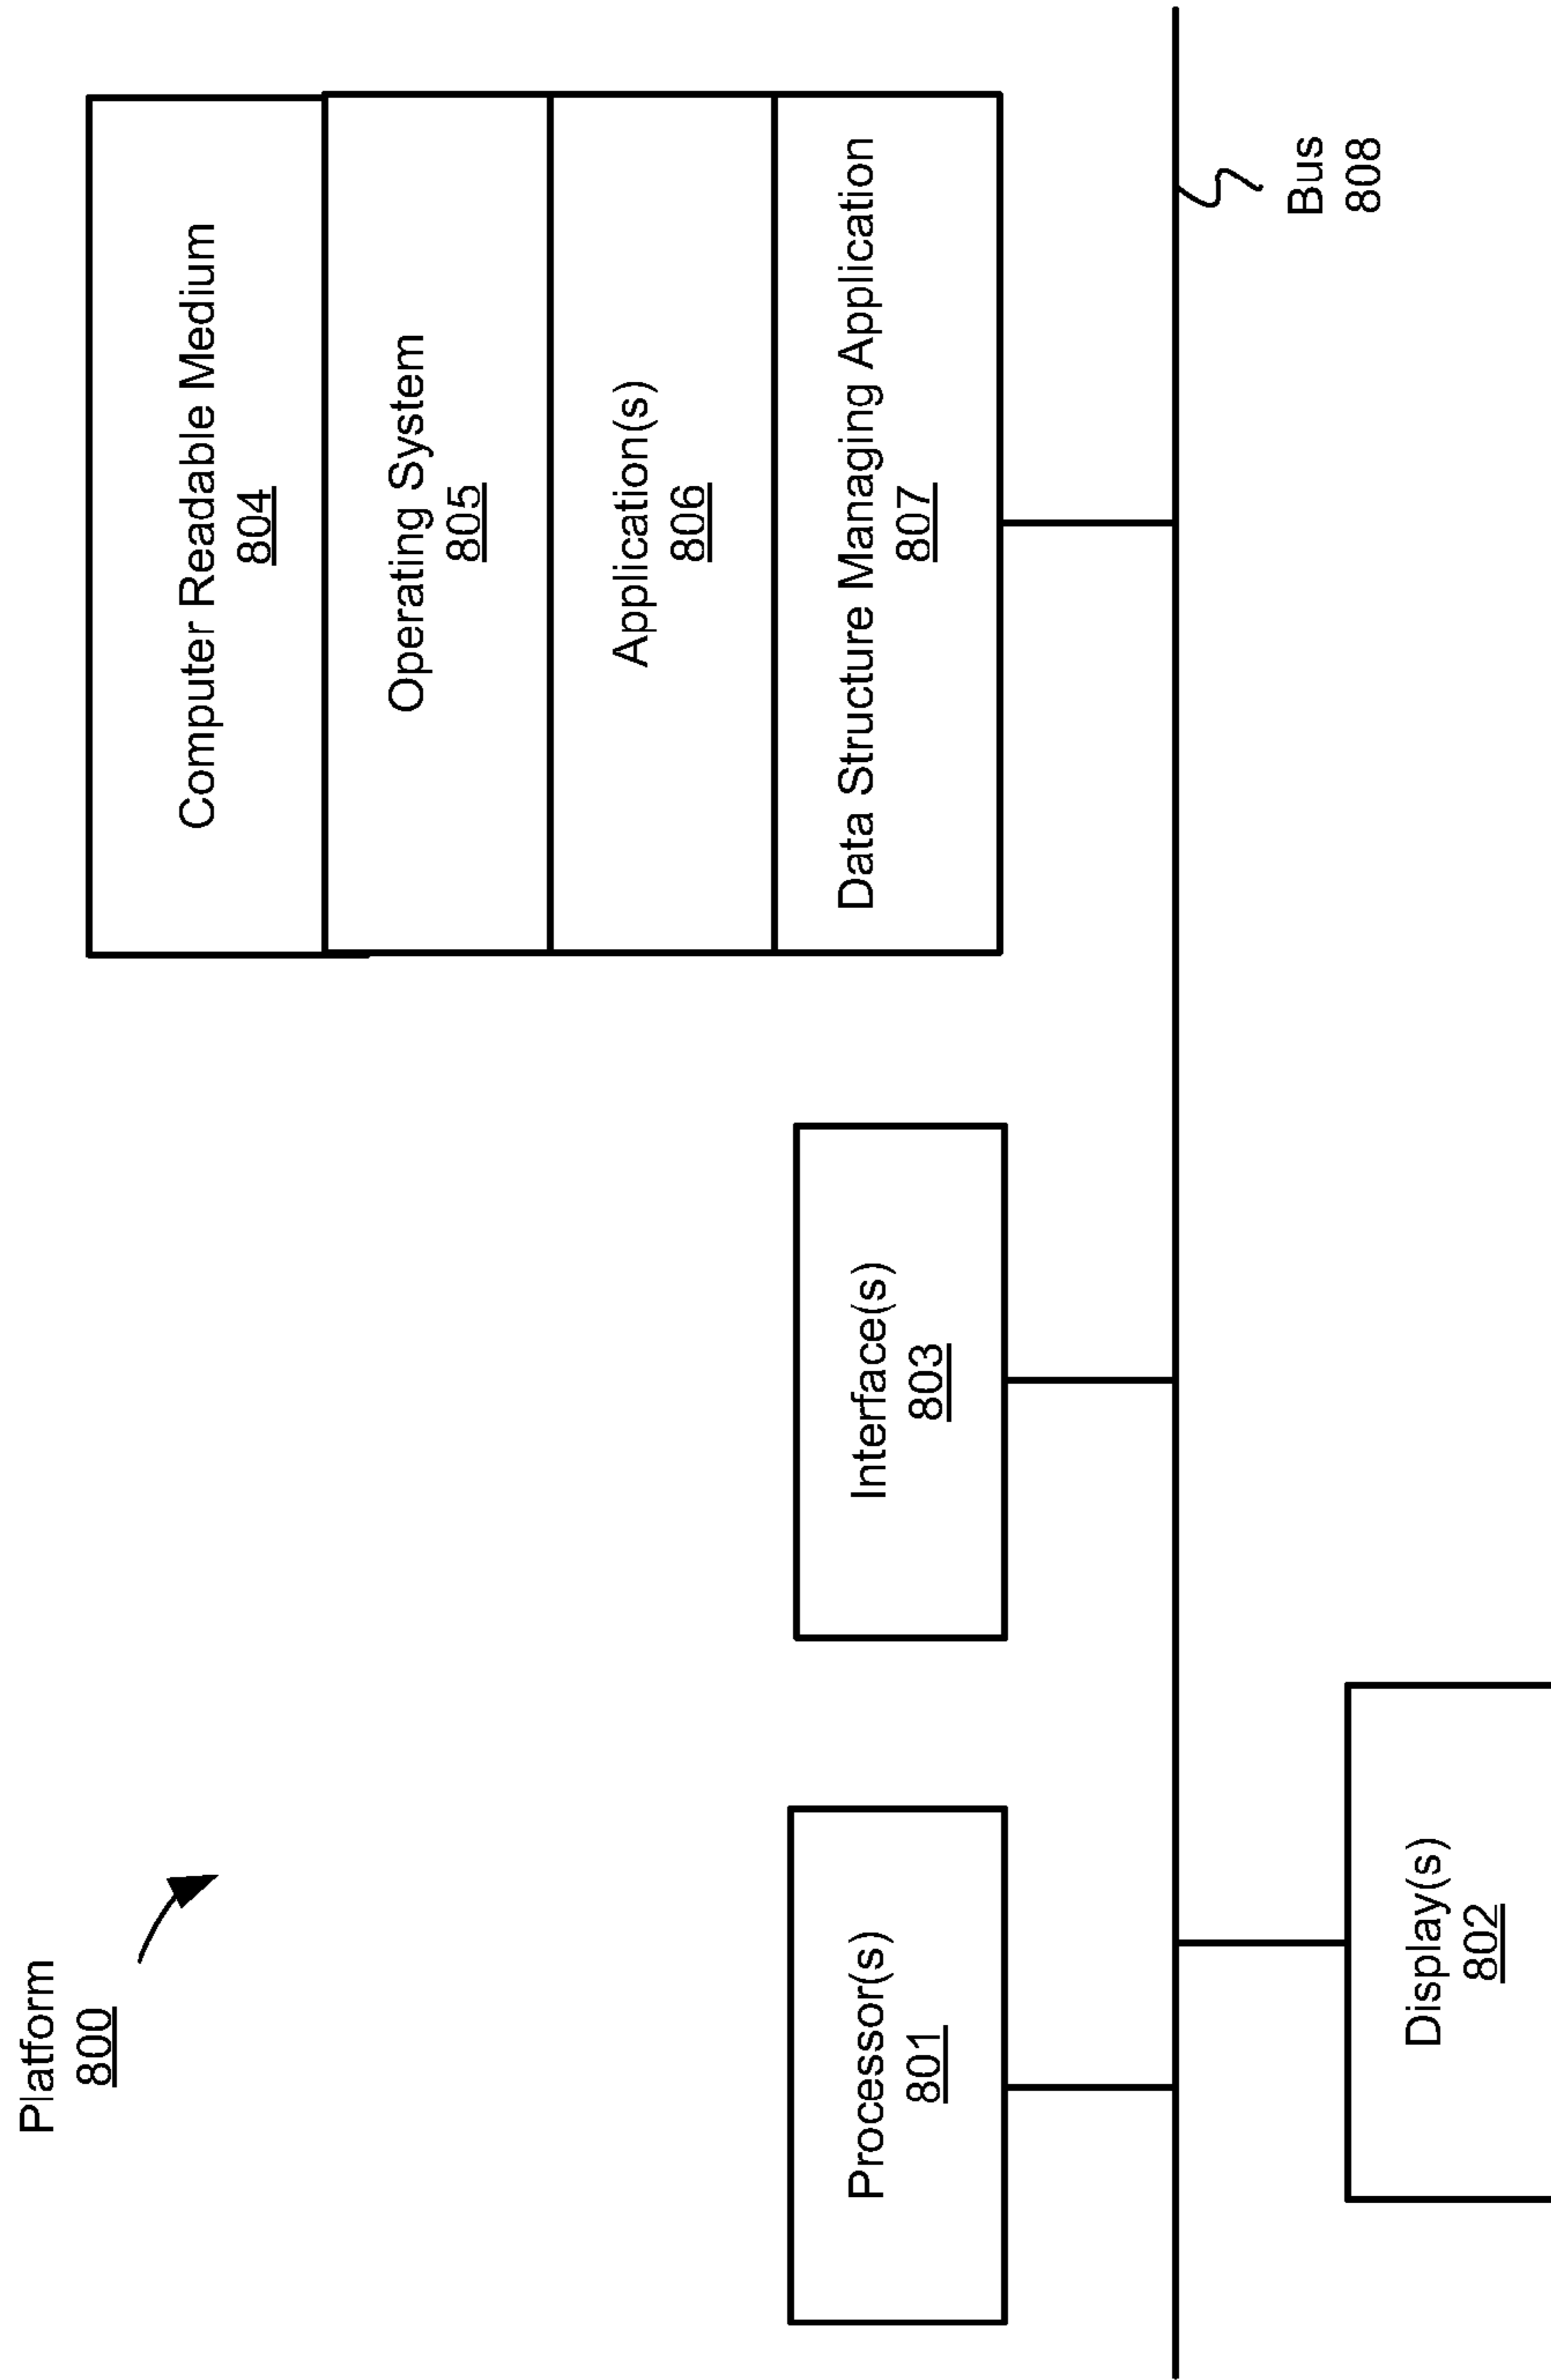 Platform
800
Computer Readable Medium
804
Operating System
805
Application(s)
806
Data Structure Managing Application
807
Processor(s)
801
Interface(s)
803
Bus
808
Display(s)
802